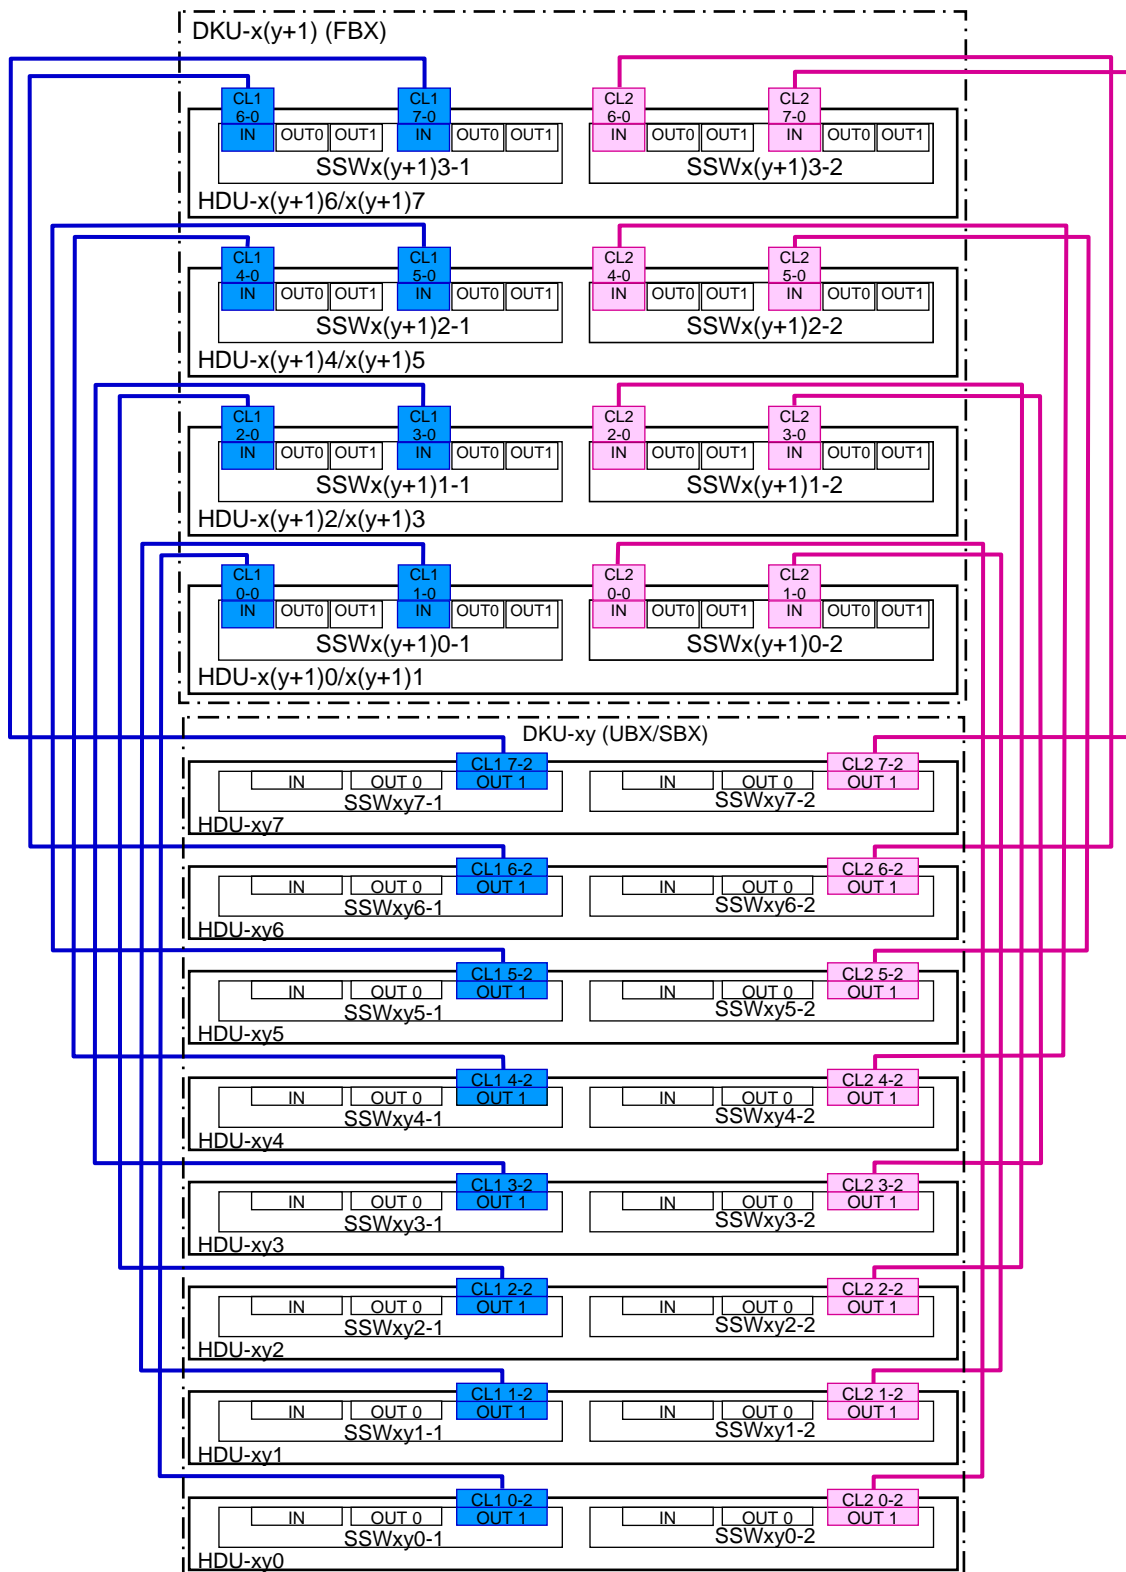 DKU-x(y+1) (FBX)
CL1 CL1 CL2 CL2
6-0 7-0 6-0 7-0
IN OUT0 OUT1 IN OUT0 OUT1 IN OUT0 OUT1 IN OUT0 OUT1
SSWx(y+1)3-1 SSWx(y+1)3-2
HDU-x(y+1)6/x(y+1)7
CL1 CL1 CL2 CL2
4-0 5-0 4-0 5-0
IN OUT0 OUT1 IN OUT0 OUT1 IN OUT0 OUT1 IN OUT0 OUT1
SSWx(y+1)2-1 SSWx(y+1)2-2
HDU-x(y+1)4/x(y+1)5
CL1 CL1 CL2 CL2
2-0 3-0 2-0 3-0
IN OUT0 OUT1 IN OUT0 OUT1 IN OUT0 OUT1 IN OUT0 OUT1
SSWx(y+1)1-1 SSWx(y+1)1-2
HDU-x(y+1)2/x(y+1)3
CL1 CL1 CL2 CL2
0-0 1-0 0-0 1-0
IN OUT0 OUT1 IN OUT0 OUT1 IN OUT0 OUT1 IN OUT0 OUT1
SSWx(y+1)0-1 SSWx(y+1)0-2
HDU-x(y+1)0/x(y+1)1
DKU-xy (UBX/SBX)
CL1 7-2 CL2 7-2
IN OUT 0 OUT 1 IN OUT 0 OUT 1
SSWxy7-1 SSWxy7-2
HDU-xy7
CL1 6-2 CL2 6-2
IN OUT 0 OUT 1 IN OUT 0 OUT 1
SSWxy6-1 SSWxy6-2
HDU-xy6
CL1 5-2 CL2 5-2
IN OUT 0 OUT 1 IN OUT 0 OUT 1
SSWxy5-1 SSWxy5-2
HDU-xy5
CL1 4-2 CL2 4-2
IN OUT 0 OUT 1 IN OUT 0 OUT 1
SSWxy4-1 SSWxy4-2
HDU-xy4
CL1 3-2 CL2 3-2
IN OUT 0 OUT 1 IN OUT 0 OUT 1
SSWxy3-1 SSWxy3-2
HDU-xy3
CL1 2-2 CL2 2-2
IN OUT 0 OUT 1 IN OUT 0 OUT 1
SSWxy2-1 SSWxy2-2
HDU-xy2
CL1 1-2 CL2 1-2
IN OUT 0 OUT 1 IN OUT 0 OUT 1
SSWxy1-1 SSWxy1-2
HDU-xy1
CL1 0-2 CL2 0-2
IN OUT 0 OUT 1 IN OUT 0 OUT 1
SSWxy0-1 SSWxy0-2
HDU-xy0